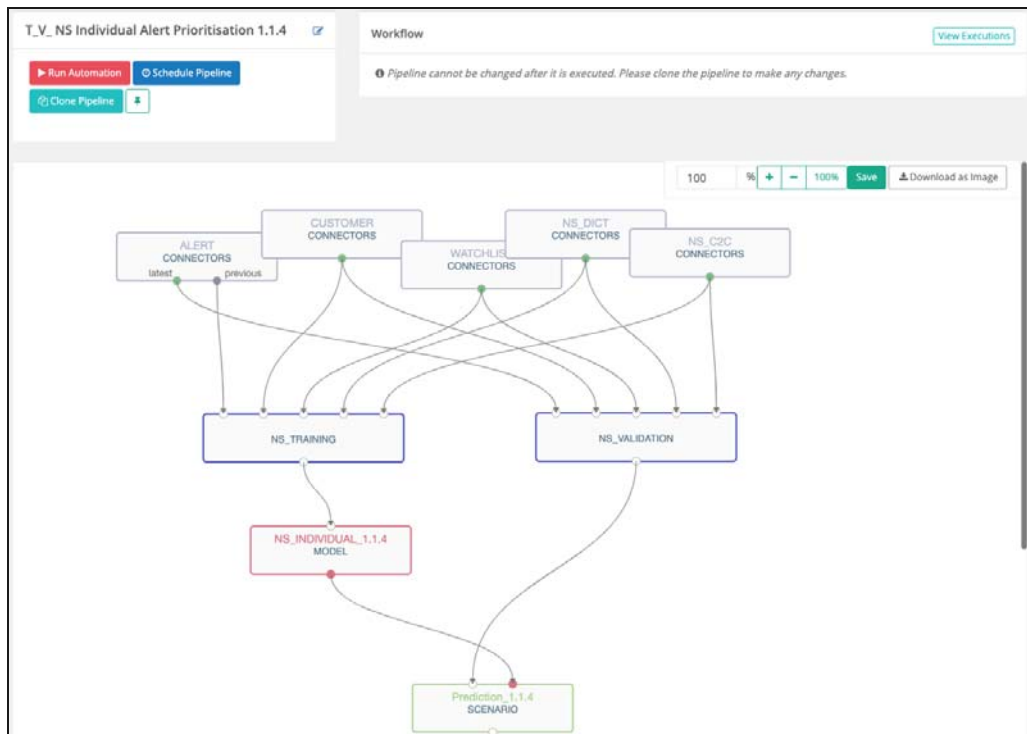 T_V_ NS Individual Alert Prioritisation 1.1.4
Run Automation
Schedule Pipeline
Clone Pipeline
Workflow
View Executions
Pipeline cannot be changed after it is executed. Please clone the pipeline to make any changes.
100
% + − 100% Save Download as Image
CUSTOMER
CONNECTORS
NS_DICT
CONNECTORS
ALERT
CONNECTORS
latest previous
WATCHLIS
CONNECTORS
NS_C2C
CONNECTORS
NS_TRAINING
NS_VALIDATION
NS_INDIVIDUAL_1.1.4
MODEL
Prediction_1.1.4
SCENARIO